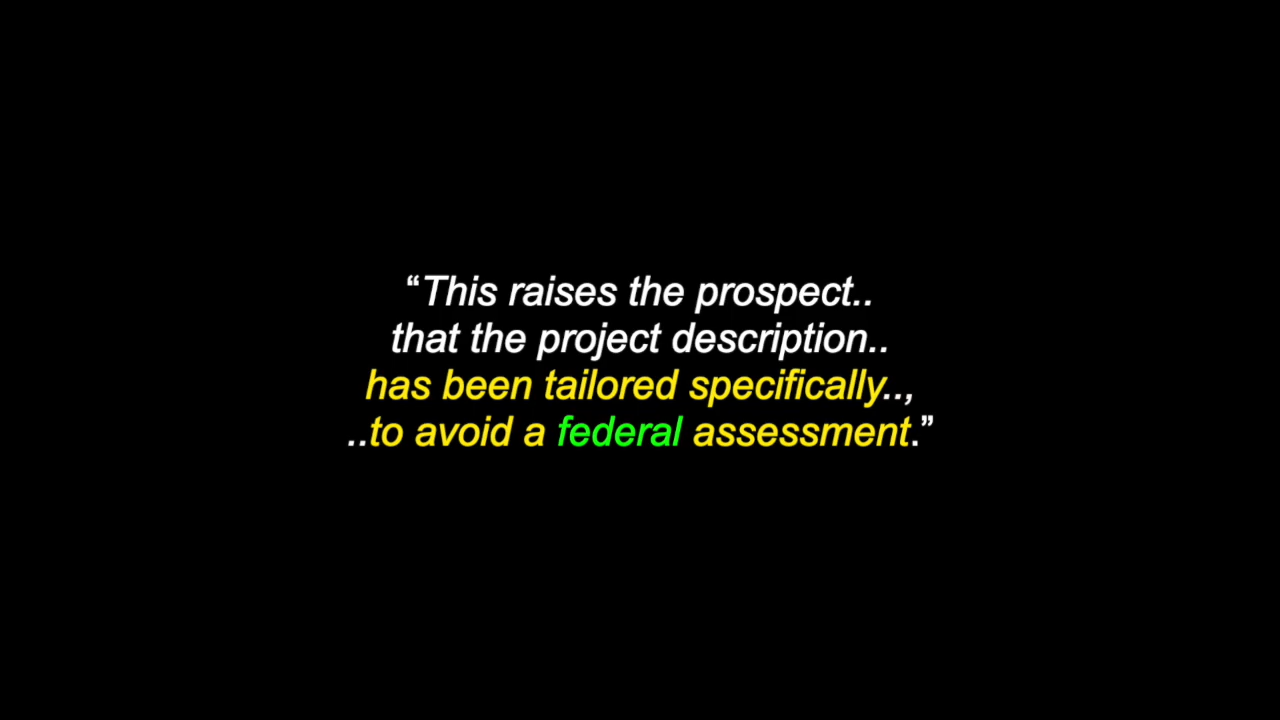 “This raises the prospect..
that the project description..
has been tailored specifically..,
..to avoid a federal assessment.”